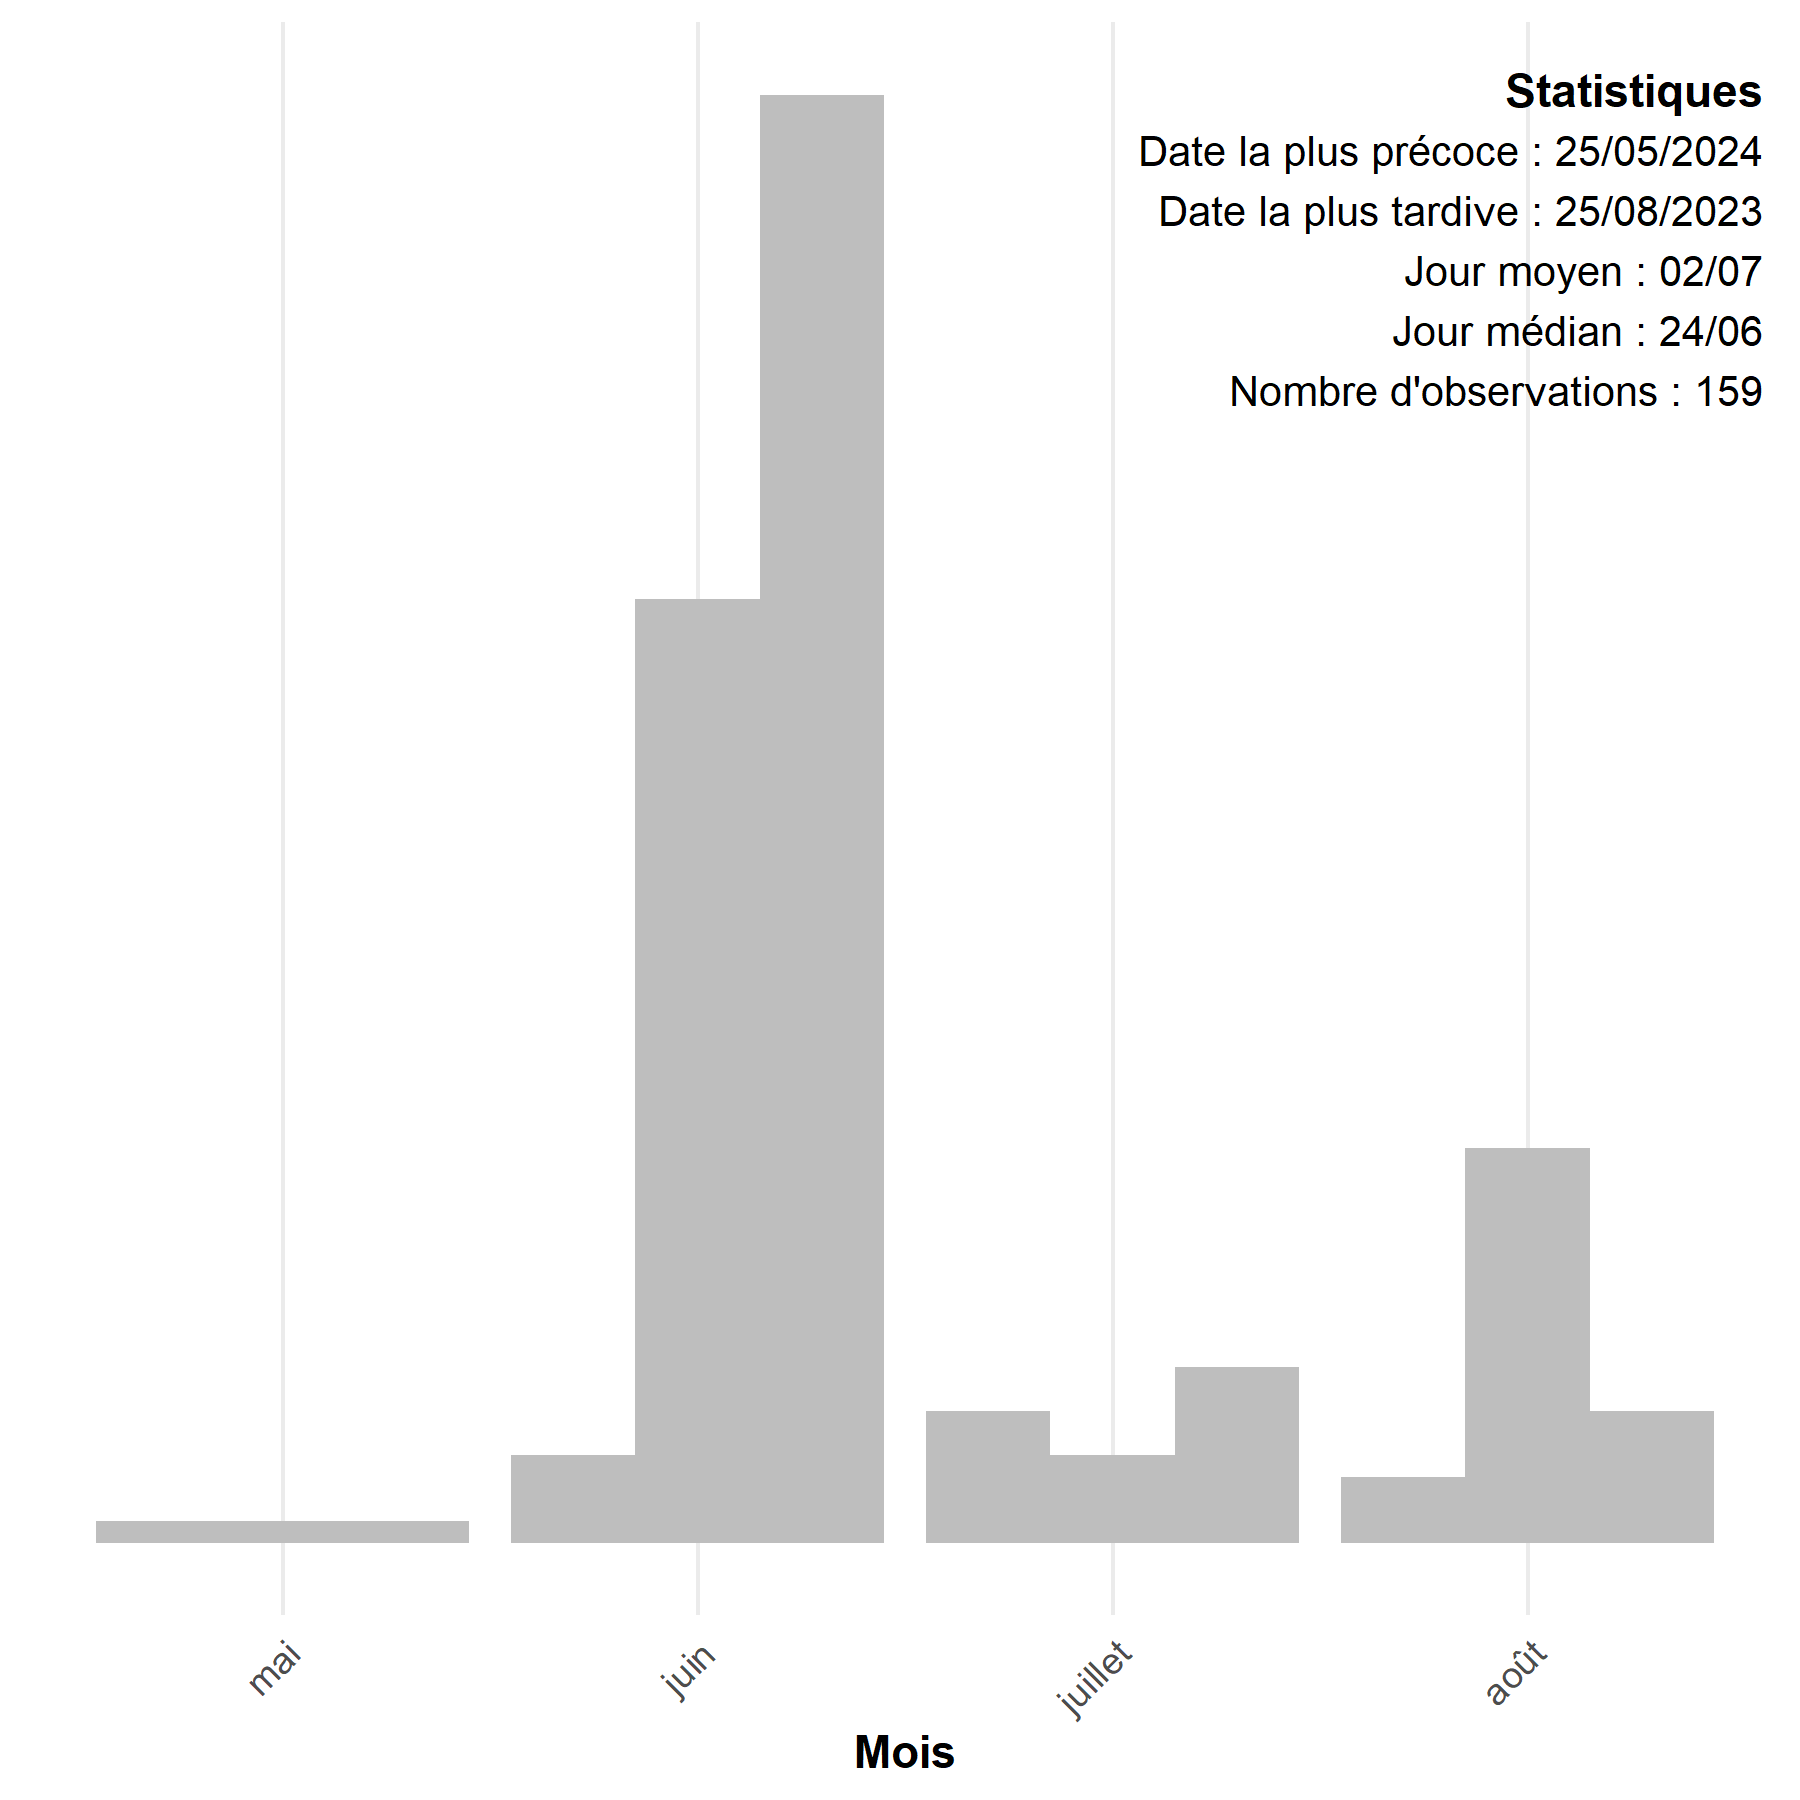 Statistiques
Date la plus précoce : 25/05/2024
Date la plus tardive : 25/08/2023
Jour moyen : 02/07
Jour médian : 24/06
Nombre d'observations : 159
mai
juin
juillet
août
Mois